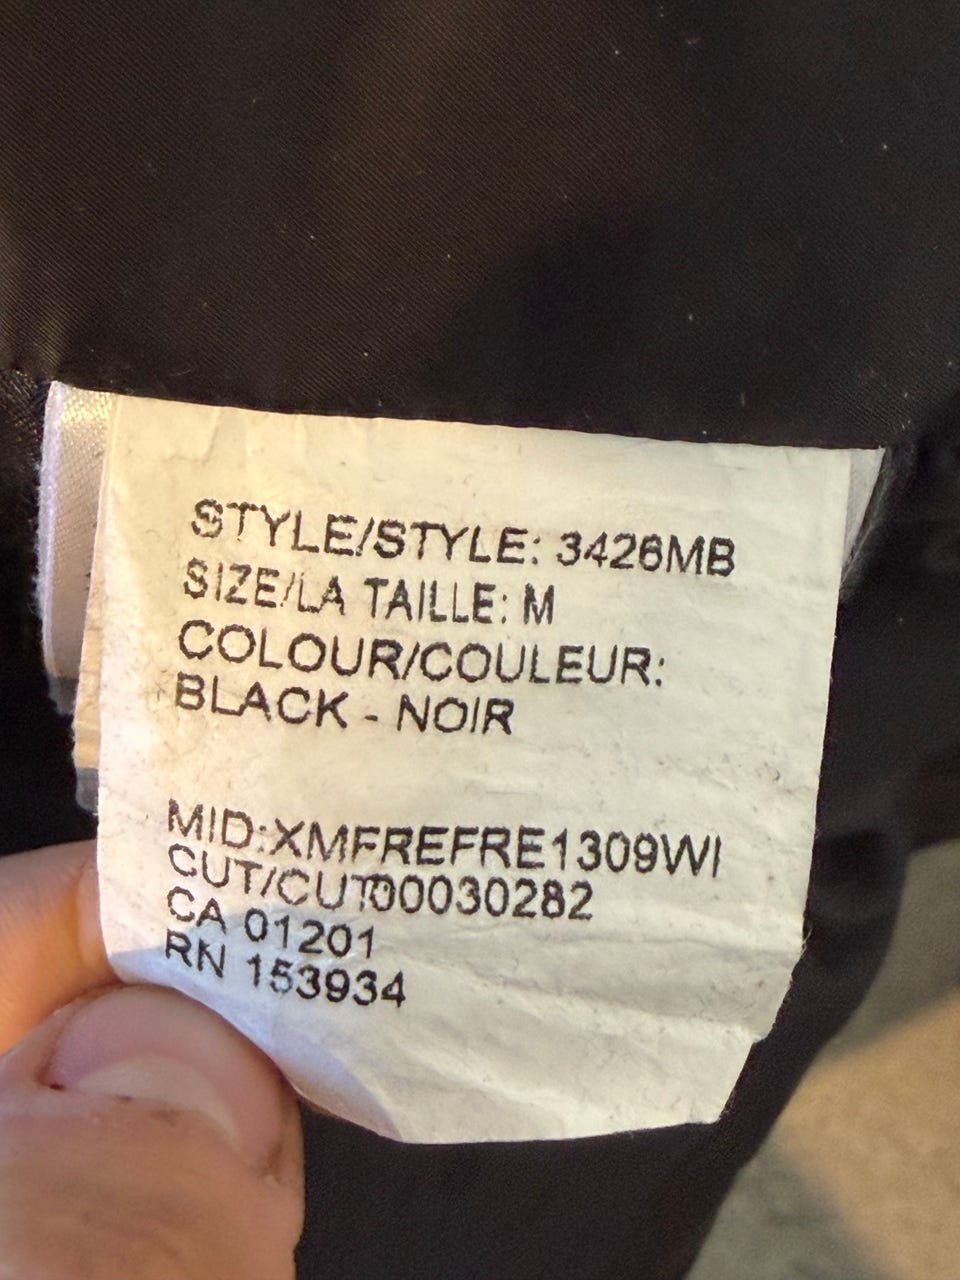 STYLE/STYLE: 3426MB
SIZE/LA TAILLE: M
COLOUR/COULEUR:
BLACK - NOIR
MID:XMFREFRE1309WI
CUT/CUT00030282
CA 01201
RN 153934